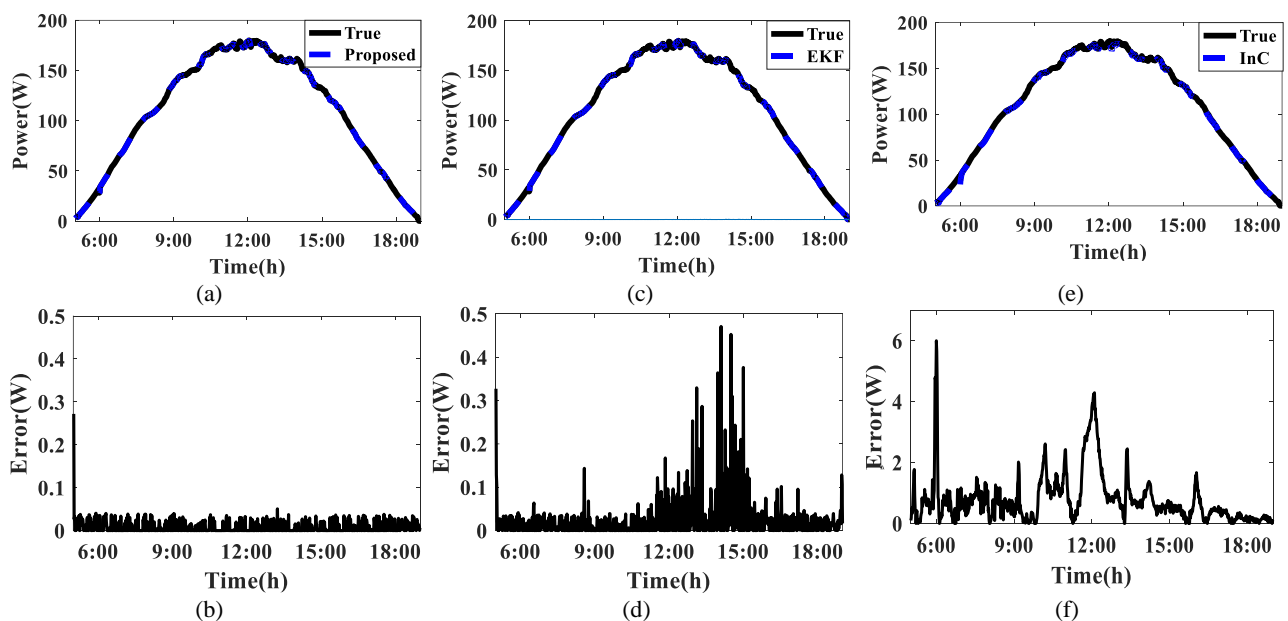 200
150
100
50
0
Power(W)
True
Proposed
6:00 9:00 12:00 15:00 18:00
Time(h)
(a)
200
150
100
50
0
Power(W)
True
EKF
6:00 9:00 12:00 15:00 18:00
Time(h)
(c)
200
150
100
50
0
Power(W)
True
InC
6:00 9:00 12:00 15:00 18:00
Time(h)
(e)
0.5
0.4
0.3
0.2
0.1
0
Error(W)
6:00 9:00 12:00 15:00 18:00
Time(h)
(b)
0.5
0.4
0.3
0.2
0.1
0
Error(W)
6:00 9:00 12:00 15:00 18:00
Time(h)
(d)
6
4
2
0
Error(W)
6:00 9:00 12:00 15:00 18:00
Time(h)
(f)